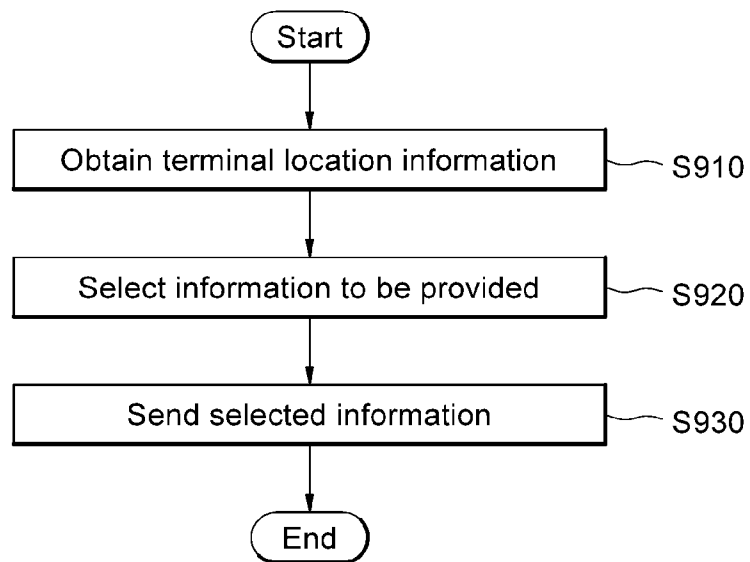 Start
Obtain terminal location information
S910
Select information to be provided
S920
Send selected information
S930
End